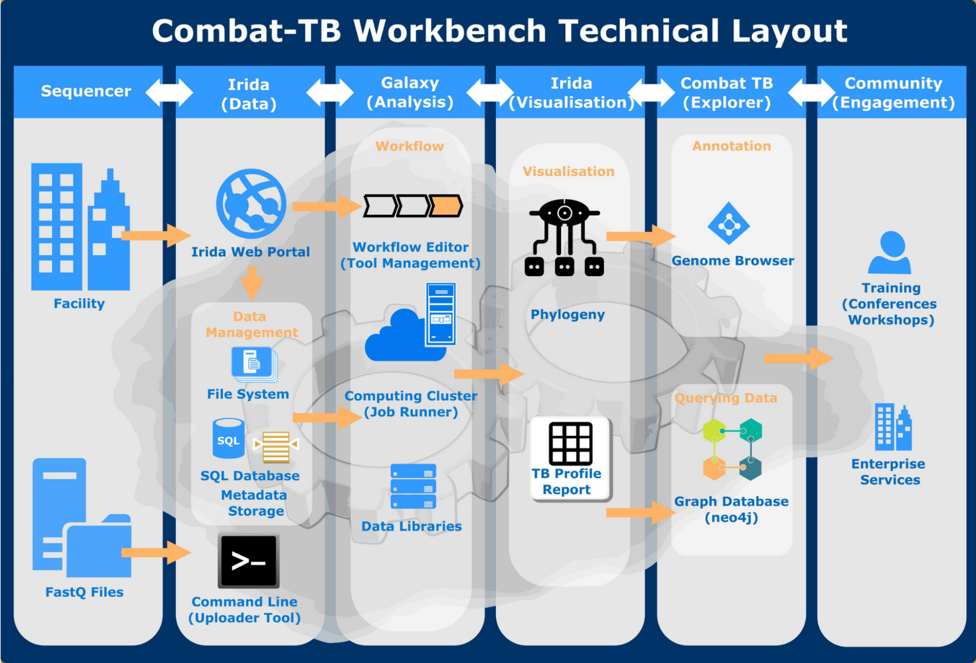 Combat-TB Workbench Technical Layout
Sequencer
Irida
(Data)
Galaxy
(Analysis)
Irida
(Visualisation)
Combat TB
(Explorer)
Community
(Engagement)
Facility
FastQ Files
Irida Web Portal
Data
Management
File System
SQL
SQL Database
Metadata
Storage
>_
Command Line
(Uploader Tool)
Workflow
Workflow Editor
(Tool Management)
Computing Cluster
(Job Runner)
Data Libraries
Visualisation
Phylogeny
TB Profile
Report
Annotation
Genome Browser
Querying Data
Graph Database
(neo4j)
Training
(Conferences
Workshops)
Enterprise
Services